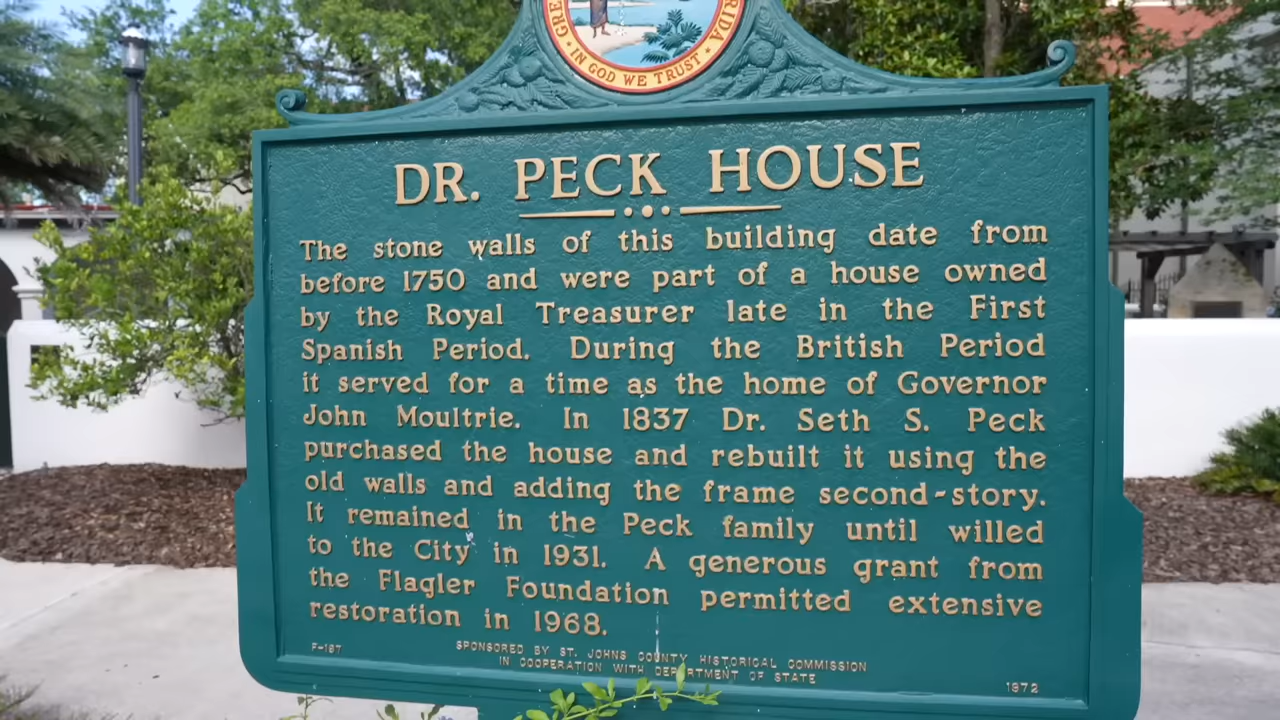 GRE
RIDA
• IN GOD WE TRUST •
DR. PECK HOUSE
The stone walls of this building date from
before 1750 and were part of a house owned
by the Royal Treasurer late in the First
Spanish Period. During the British Period
it served for a time as the home of Governor
John Moultrie. In 1837 Dr. Seth S. Peck
purchased the house and rebuilt it using the
old walls and adding the frame second-story.
It remained in the Peck family until willed
to the City in 1931. A generous grant from
the Flagler Foundation permitted extensive
restoration in 1968.
F-197
SPONSORED BY ST. JOHNS COUNTY HISTORICAL COMMISSION
IN COOPERATION WITH DEPARTMENT OF STATE
1972